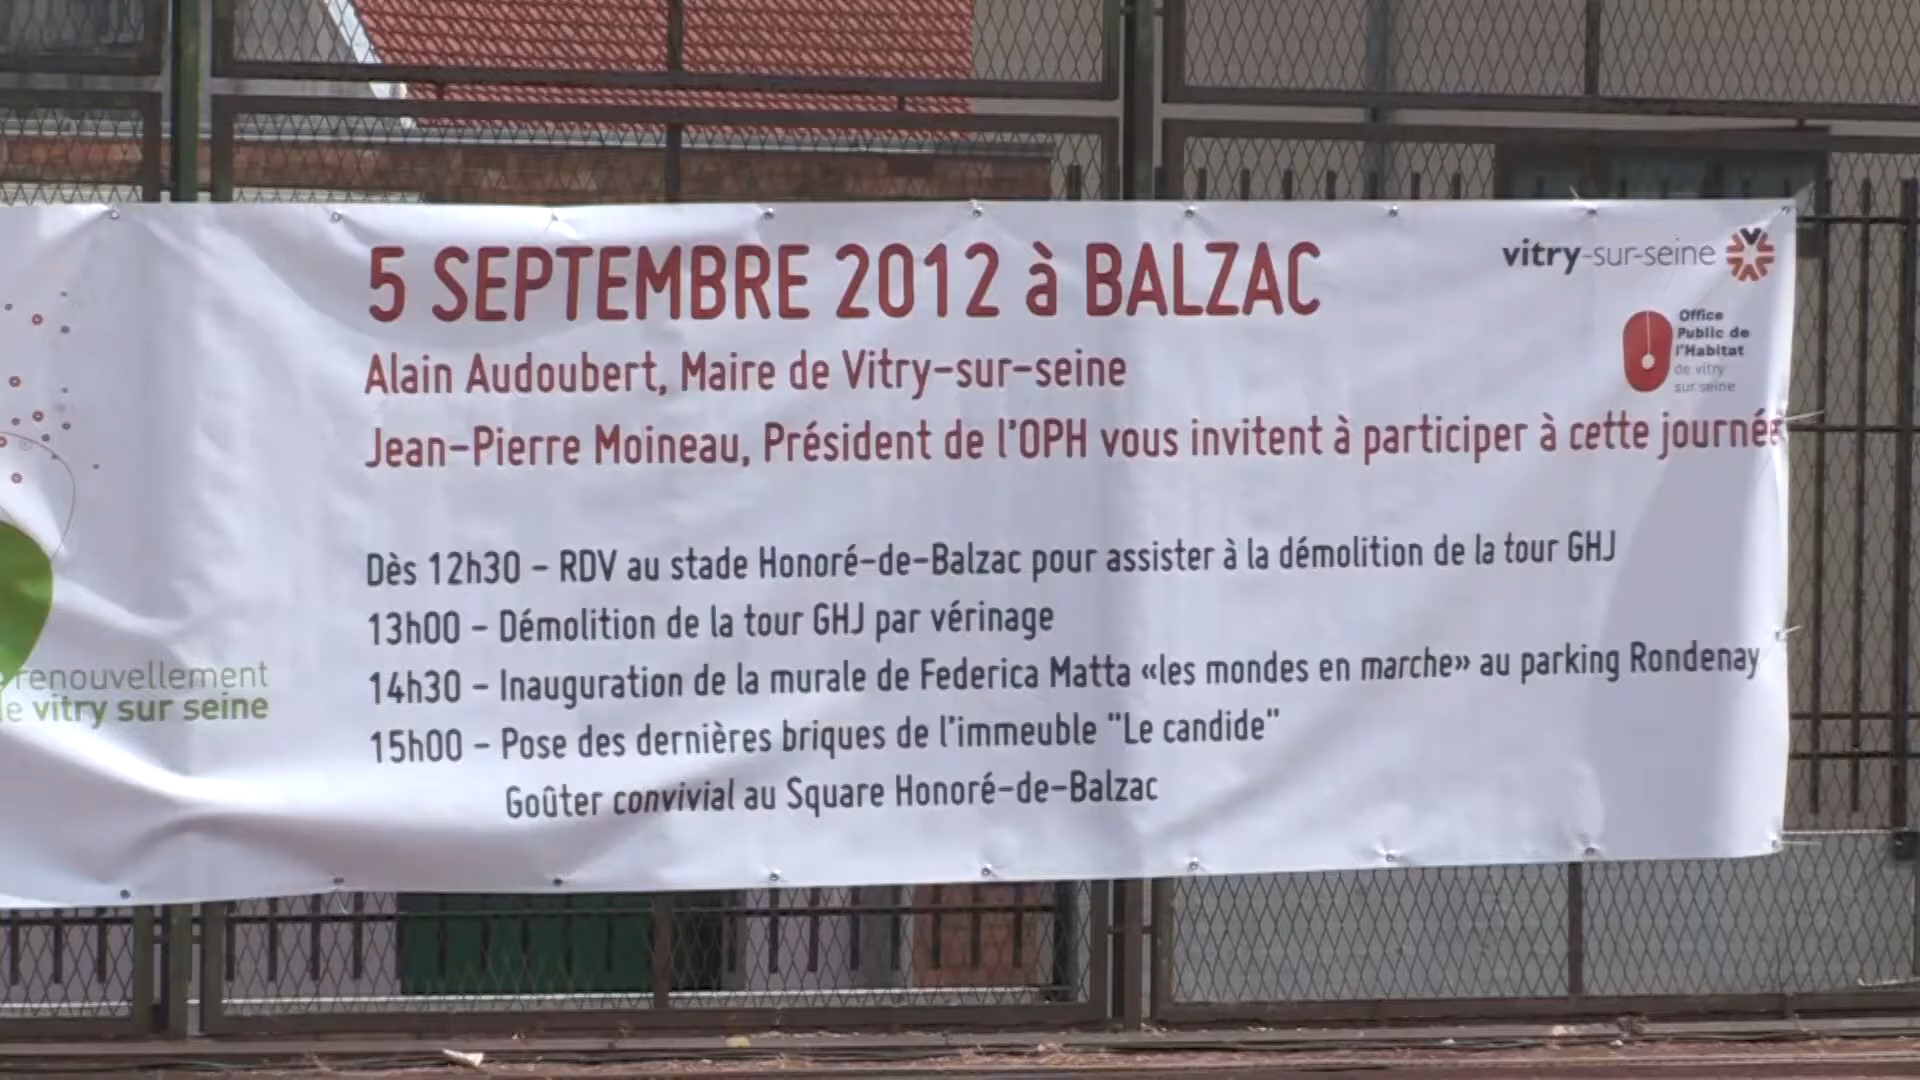 5 SEPTEMBRE 2012 à BALZAC
vitry-sur-seine
Office
Public de
l'Habitat
de vitry
sur seine
Alain Audoubert, Maire de Vitry-sur-seine
Jean-Pierre Moineau, Président de l'OPH vous invitent à participer à cette journée
Dès 12h30 - RDV au stade Honoré-de-Balzac pour assister à la démolition de la tour GHJ
13h00 - Démolition de la tour GHJ par vérinage
14h30 - Inauguration de la murale de Federica Matta «les mondes en marche» au parking Rondenay
15h00 - Pose des dernières briques de l'immeuble "Le candide"
Goûter convivial au Square Honoré-de-Balzac
renouvellement
vitry sur seine